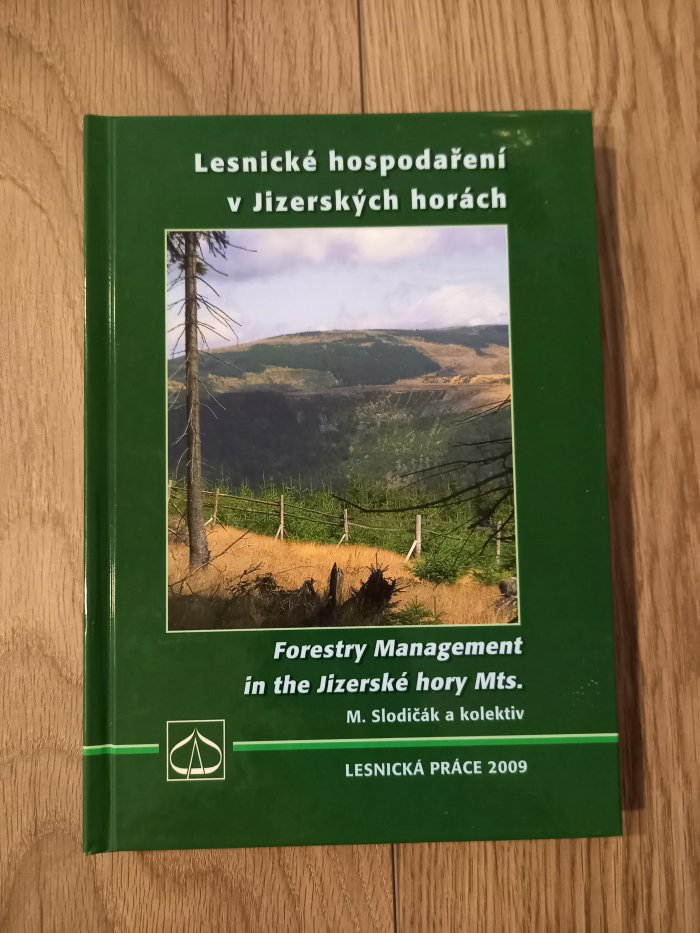 Lesnické hospodaření
v Jizerských horách
Forestry Management
in the Jizerské hory Mts.
M. Slodičák a kolektiv
LESNICKÁ PRÁCE 2009